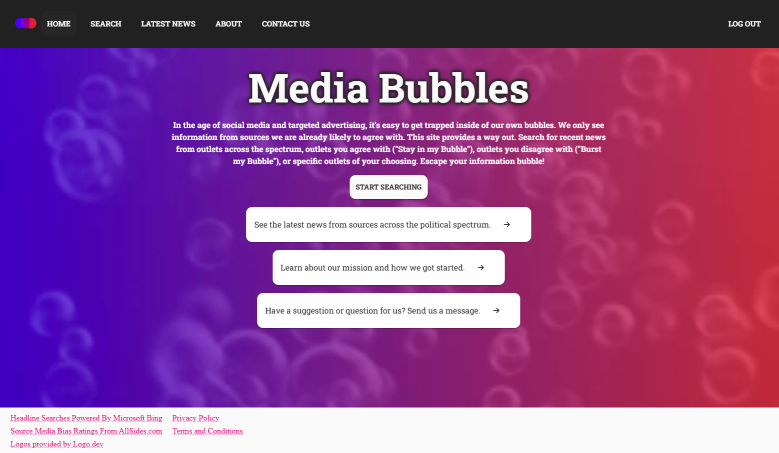 HOME SEARCH LATEST NEWS ABOUT CONTACT US LOG OUT
Media Bubbles
In the age of social media and targeted advertising, it's easy to get trapped inside of our own bubbles. We only see
information from sources we are already likely to agree with. This site provides a way out. Search for recent news
from outlets across the spectrum, outlets you agree with ("Stay in my Bubble"), outlets you disagree with ("Burst
my Bubble"), or specific outlets of your choosing. Escape your information bubble!
START SEARCHING
See the latest news from sources across the political spectrum. →
Learn about our mission and how we got started. →
Have a suggestion or question for us? Send us a message. →
Headline Searches Powered By Microsoft Bing Privacy Policy
Source Media Bias Ratings From AllSides.com Terms and Conditions
Logos provided by Logo.dev